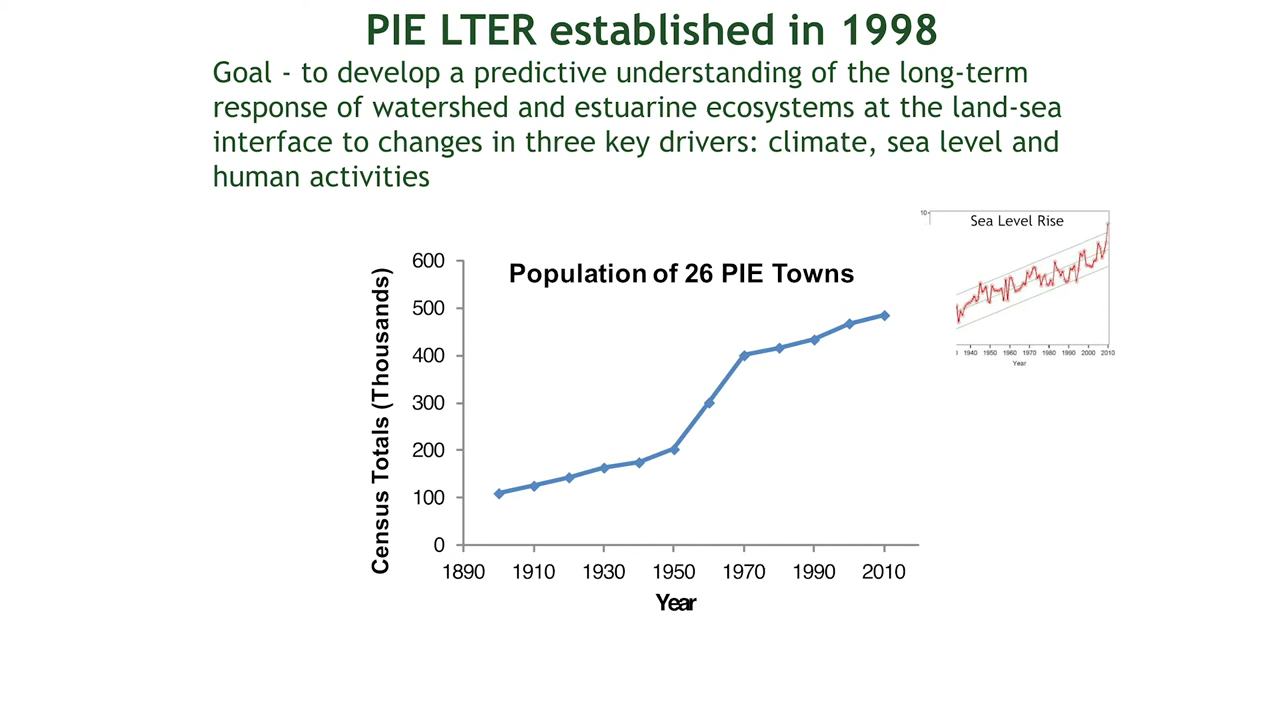 PIE LTER established in 1998
Goal - to develop a predictive understanding of the long-term
response of watershed and estuarine ecosystems at the land-sea
interface to changes in three key drivers: climate, sea level and
human activities
10
Sea Level Rise
1940 1950 1960 1970 1980 1990 2000 2010
Year
Population of 26 PIE Towns
Census Totals (Thousands)
600
500
400
300
200
100
0
1890 1910 1930 1950 1970 1990 2010
Year